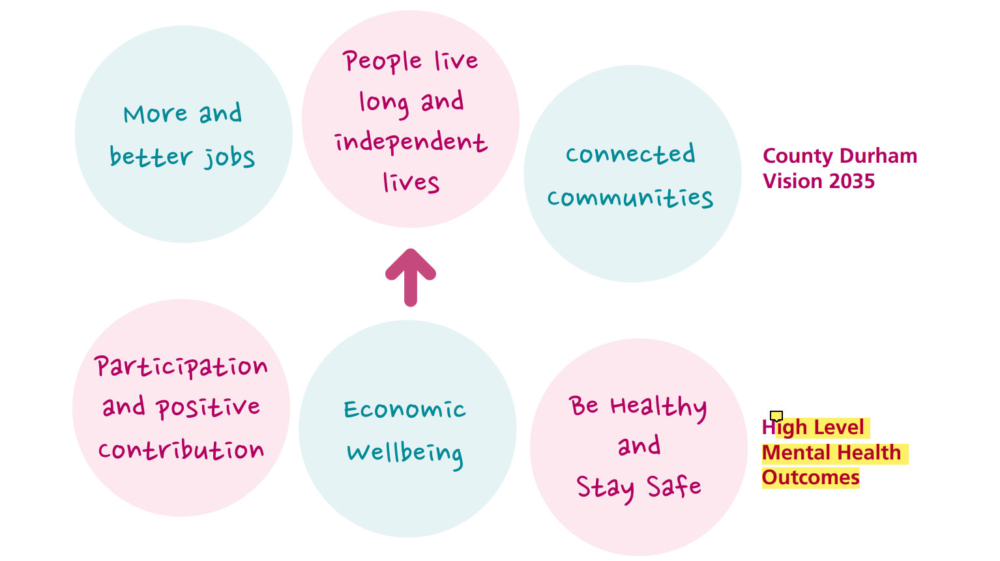 More and
better jobs
People live
long and
independent
lives
Connected
communities
County Durham
Vision 2035
Participation
and positive
contribution
Economic
Wellbeing
Be Healthy
and
Stay Safe
High Level
Mental Health
Outcomes